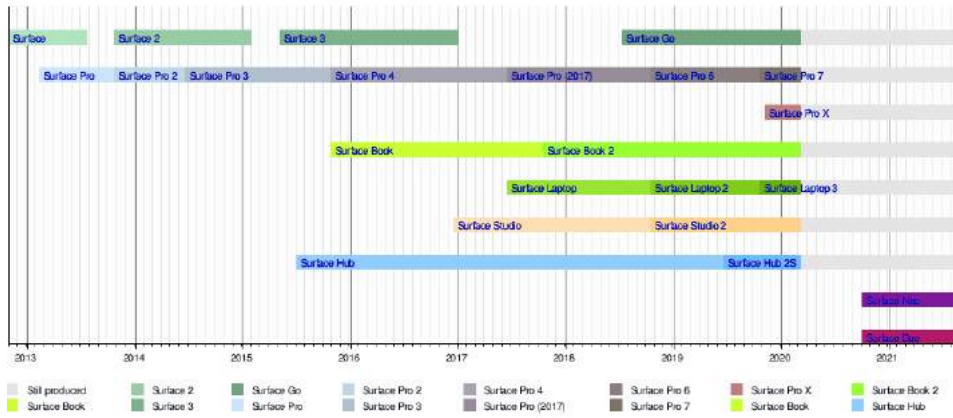 Surface Surface 2 Surface 3 Surface Go
Surface Pro Surface Pro 2 Surface Pro 3 Surface Pro 4 Surface Pro (2017) Surface Pro 6 Surface Pro 7
Surface Pro X
Surface Book Surface Book 2
Surface Laptop Surface Laptop 2 Surface Laptop 3
Surface Studio Surface Studio 2
Surface Hub Surface Hub 2S
Surface Neo
Surface Duo
2013 2014 2015 2016 2017 2018 2019 2020 2021
Still produced Surface 2 Surface Go Surface Pro 2 Surface Pro 4 Surface Pro 6 Surface Pro X Surface Book 2
Surface Book Surface 3 Surface Pro Surface Pro 3 Surface Pro (2017) Surface Pro 7 Surface Book Surface Hub